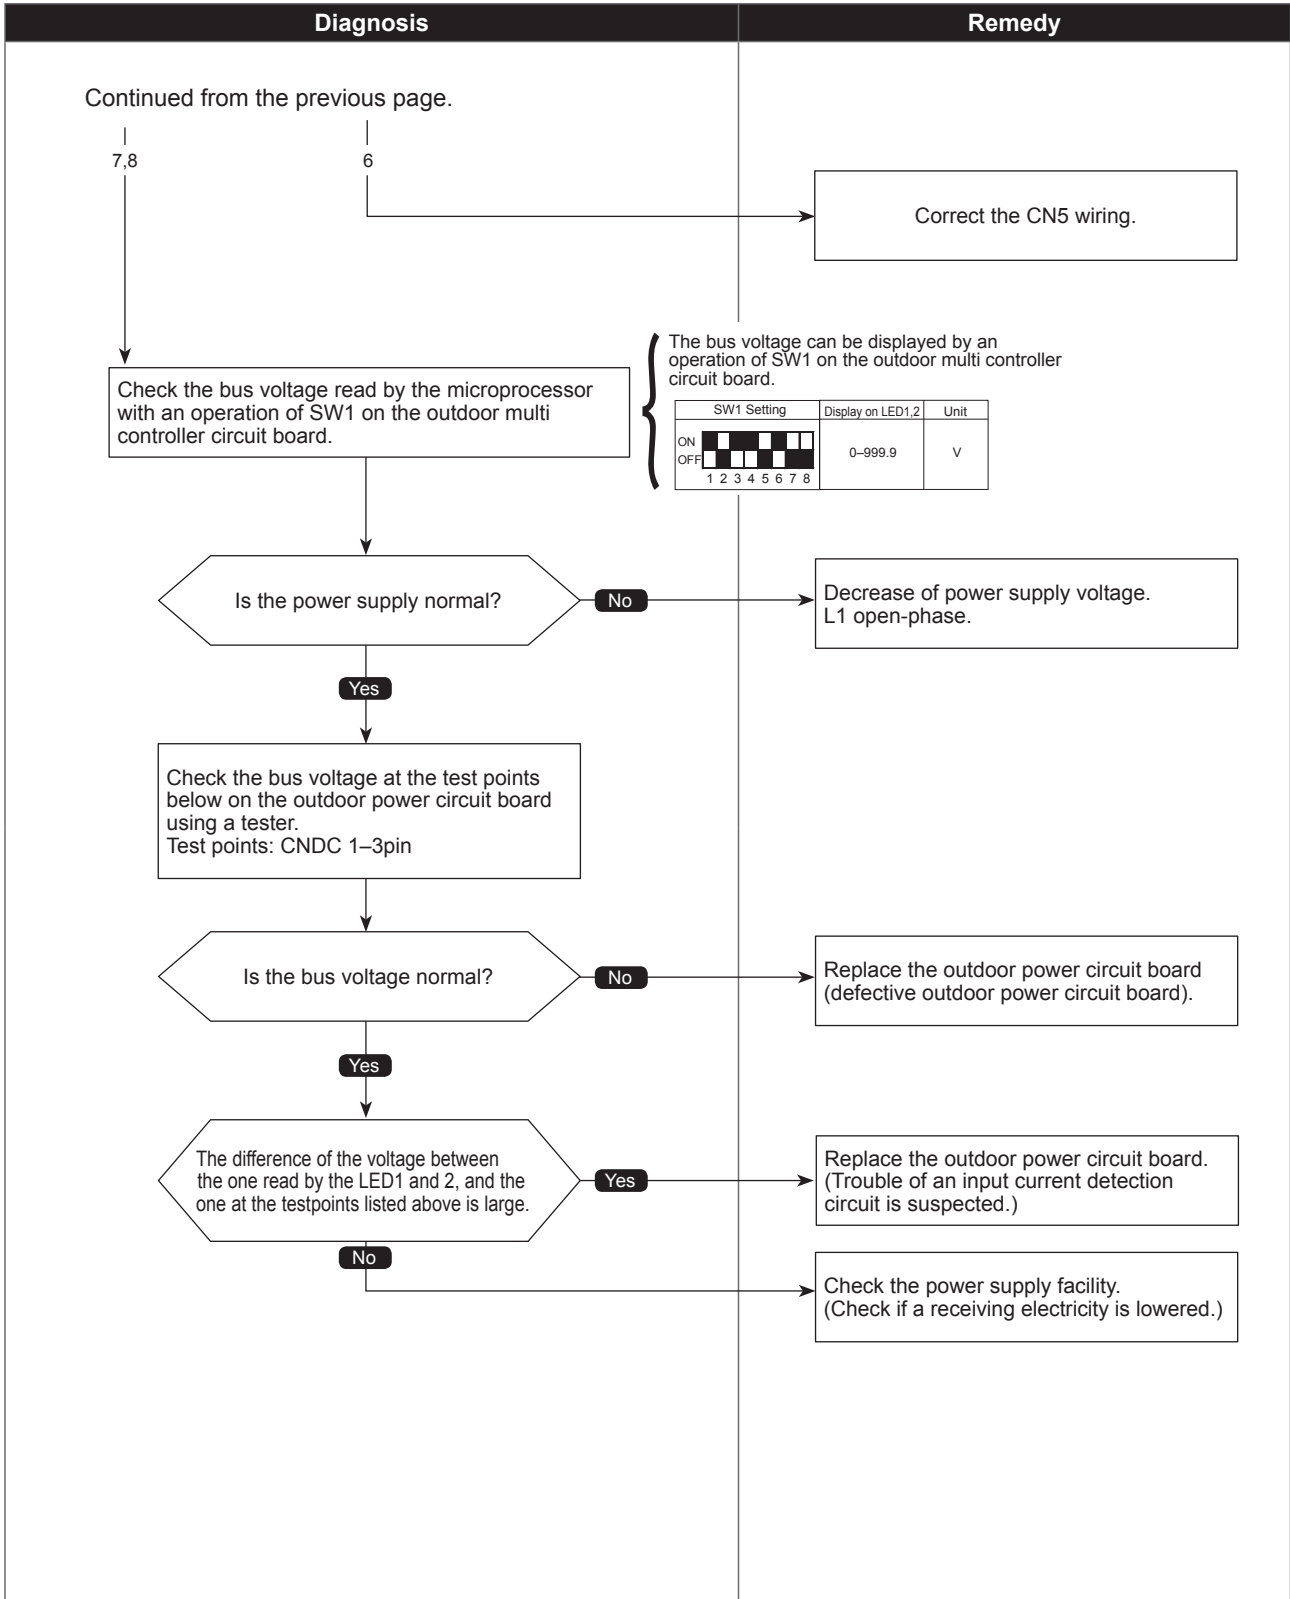 Diagnosis
Remedy
Continued from the previous page.
7,8
6
Correct the CN5 wiring.
The bus voltage can be displayed by an
operation of SW1 on the outdoor multi controller
circuit board.
Check the bus voltage read by the microprocessor
with an operation of SW1 on the outdoor multi
controller circuit board.
SW1 Setting
Display on LED1,2
Unit
ON
OFF
1 2 3 4 5 6 7 8
0–999.9
V
Is the power supply normal?
No
Decrease of power supply voltage.
L1 open-phase.
Yes
Check the bus voltage at the test points
below on the outdoor power circuit board
using a tester.
Test points: CNDC 1–3pin
Is the bus voltage normal?
No
Replace the outdoor power circuit board
(defective outdoor power circuit board).
Yes
The difference of the voltage between
the one read by the LED1 and 2, and the
one at the testpoints listed above is large.
Yes
Replace the outdoor power circuit board.
(Trouble of an input current detection
circuit is suspected.)
No
Check the power supply facility.
(Check if a receiving electricity is lowered.)